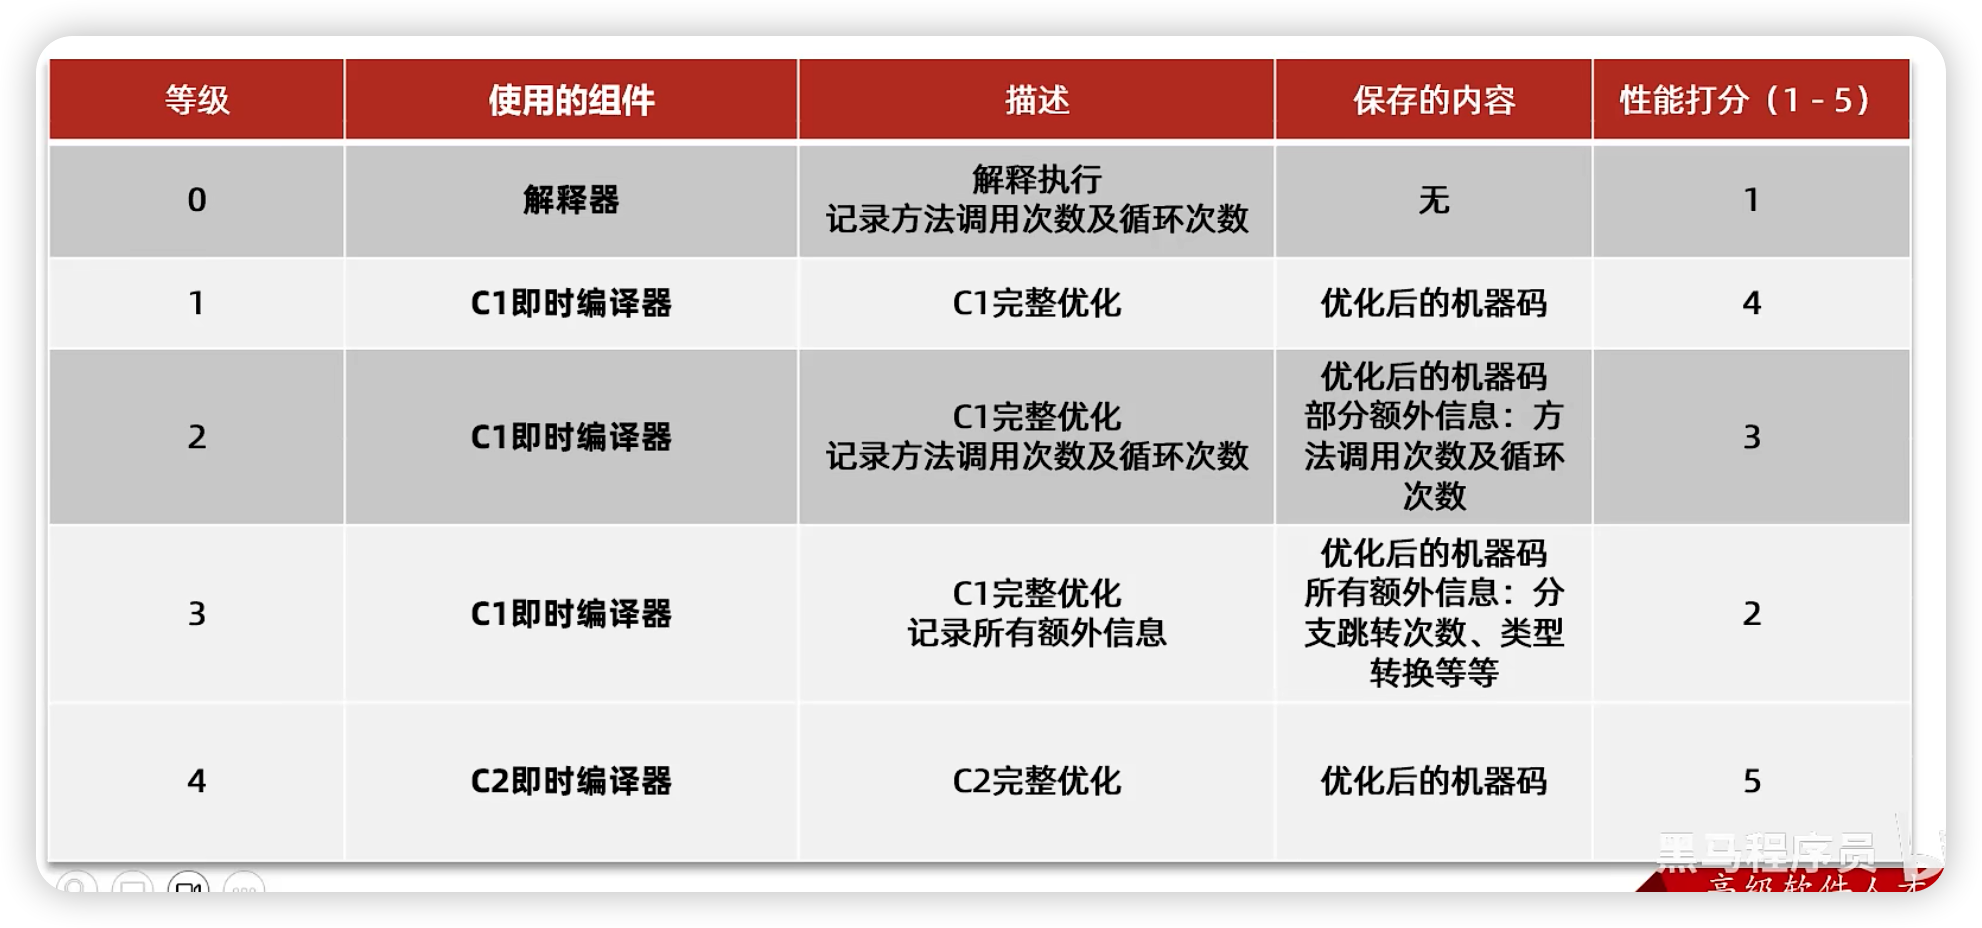 等级 使用的组件 描述 保存的内容 性能打分（1 - 5）
0 解释器 解释执行 无 1
记录方法调用次数及循环次数
1 C1即时编译器 C1完整优化 优化后的机器码 4
2 C1即时编译器 C1完整优化
记录方法调用次数及循环次数
优化后的机器码
部分额外信息：方
法调用次数及循环
次数
3
3 C1即时编译器 C1完整优化
记录所有额外信息
优化后的机器码
所有额外信息：分
支跳转次数、类型
转换等等
2
4 C2即时编译器 C2完整优化 优化后的机器码 5
黑马程序员
高级软件人才